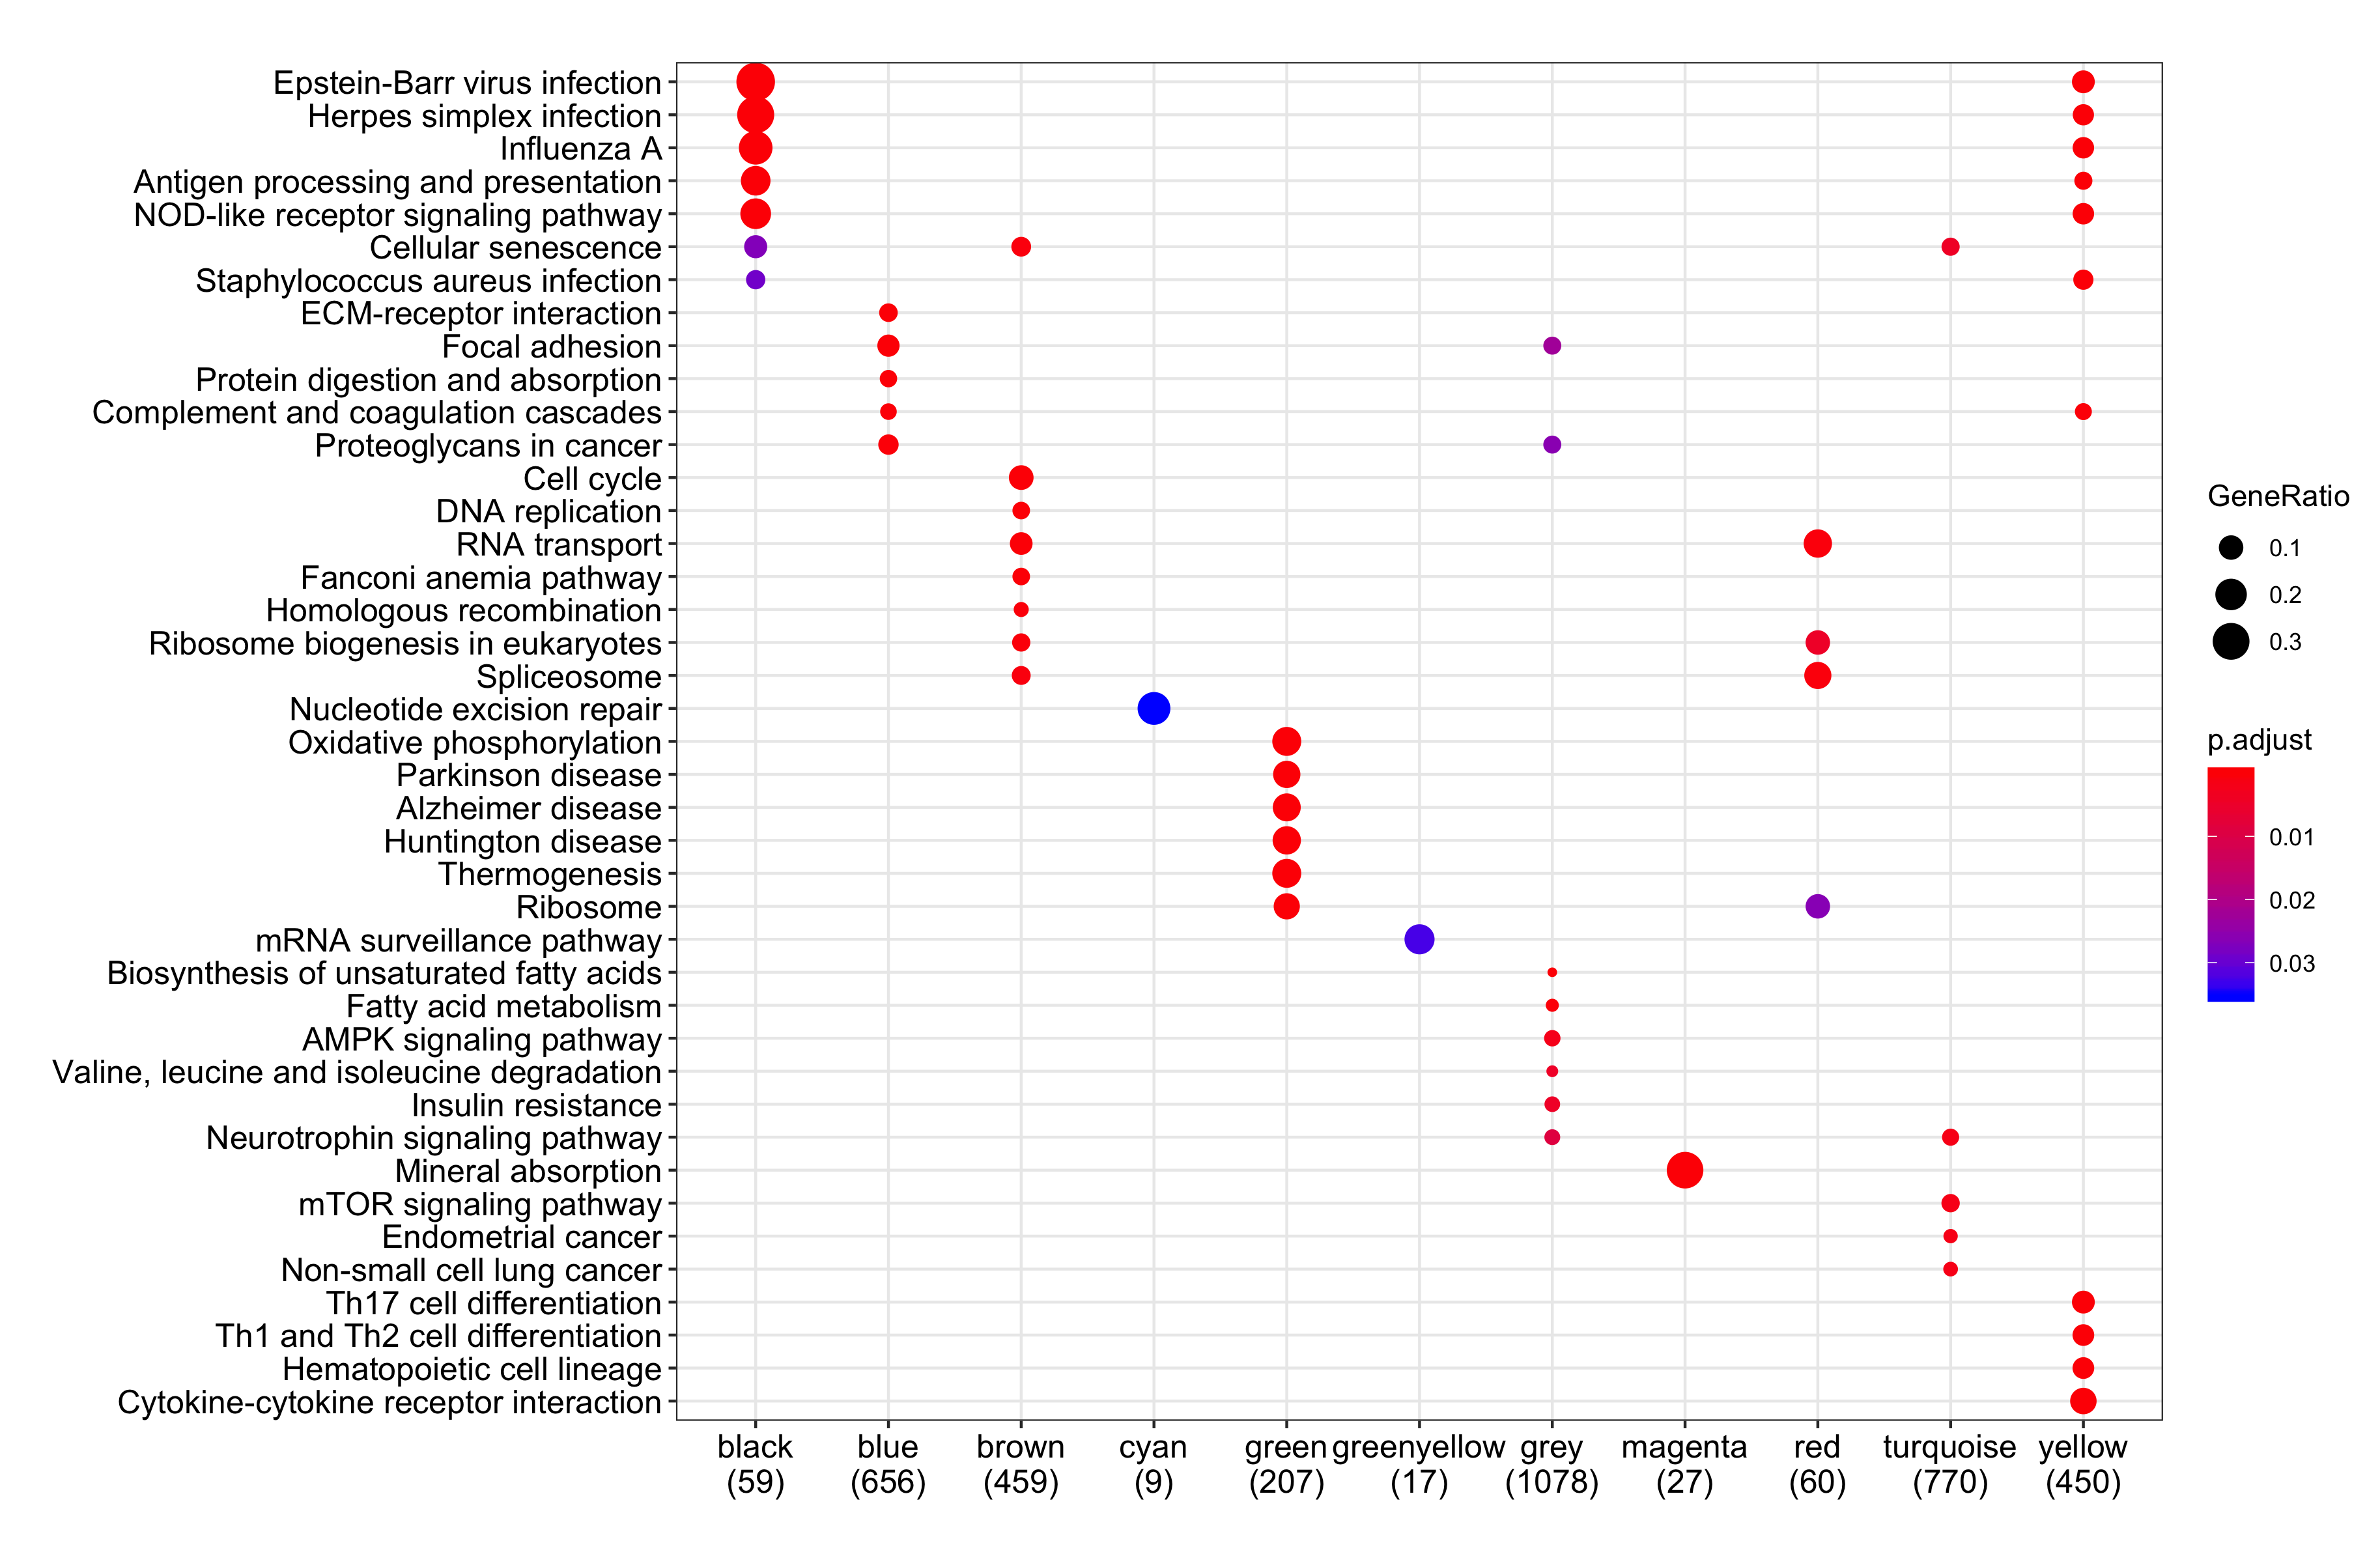 Epstein-Barr virus infection
Herpes simplex infection
Influenza A
Antigen processing and presentation
NOD-like receptor signaling pathway
Cellular senescence
Staphylococcus aureus infection
ECM-receptor interaction
Focal adhesion
Protein digestion and absorption
Complement and coagulation cascades
Proteoglycans in cancer
Cell cycle
DNA replication
RNA transport
Fanconi anemia pathway
Homologous recombination
Ribosome biogenesis in eukaryotes
Spliceosome
Nucleotide excision repair
Oxidative phosphorylation
Parkinson disease
Alzheimer disease
Huntington disease
Thermogenesis
Ribosome
mRNA surveillance pathway
Biosynthesis of unsaturated fatty acids
Fatty acid metabolism
AMPK signaling pathway
Valine, leucine and isoleucine degradation
Insulin resistance
Neurotrophin signaling pathway
Mineral absorption
mTOR signaling pathway
Endometrial cancer
Non-small cell lung cancer
Th17 cell differentiation
Th1 and Th2 cell differentiation
Hematopoietic cell lineage
Cytokine-cytokine receptor interaction
black blue brown cyan green greenyellow grey magenta red turquoise yellow
(59) (656) (459) (9) (207) (17) (1078) (27) (60) (770) (450)
GeneRatio
0.1
0.2
0.3
p.adjust
0.01
0.02
0.03